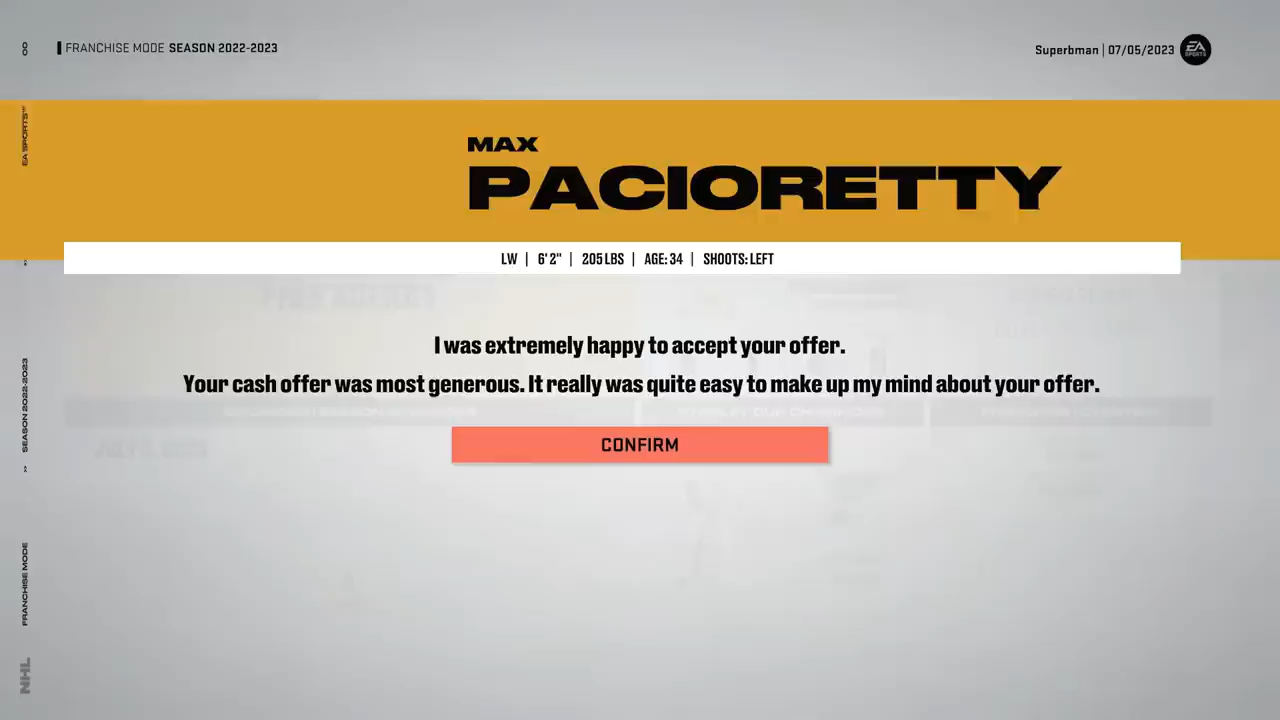 FRANCHISE MODE SEASON 2022-2023
Superbman | 07/05/2023
EA SPORTS
MAX
PACIORETTY
LW | 6'2" | 205 LBS | AGE: 34 | SHOOTS: LEFT
I was extremely happy to accept your offer.
Your cash offer was most generous. It really was quite easy to make up my mind about your offer.
CONFIRM
EA SPORTS™
SEASON 2022-2023
FRANCHISE MODE
NHL